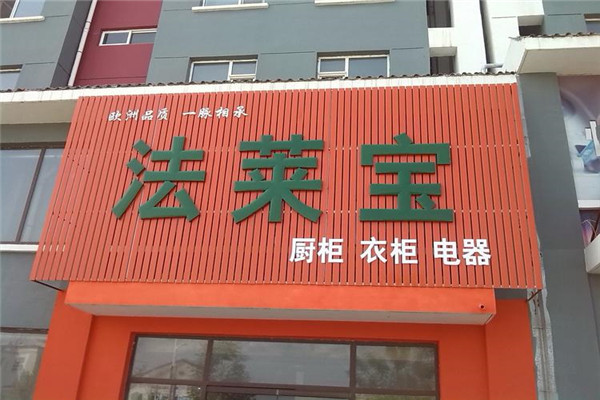 欧洲品质 一脉相承
法莱宝
厨柜 衣柜 电器